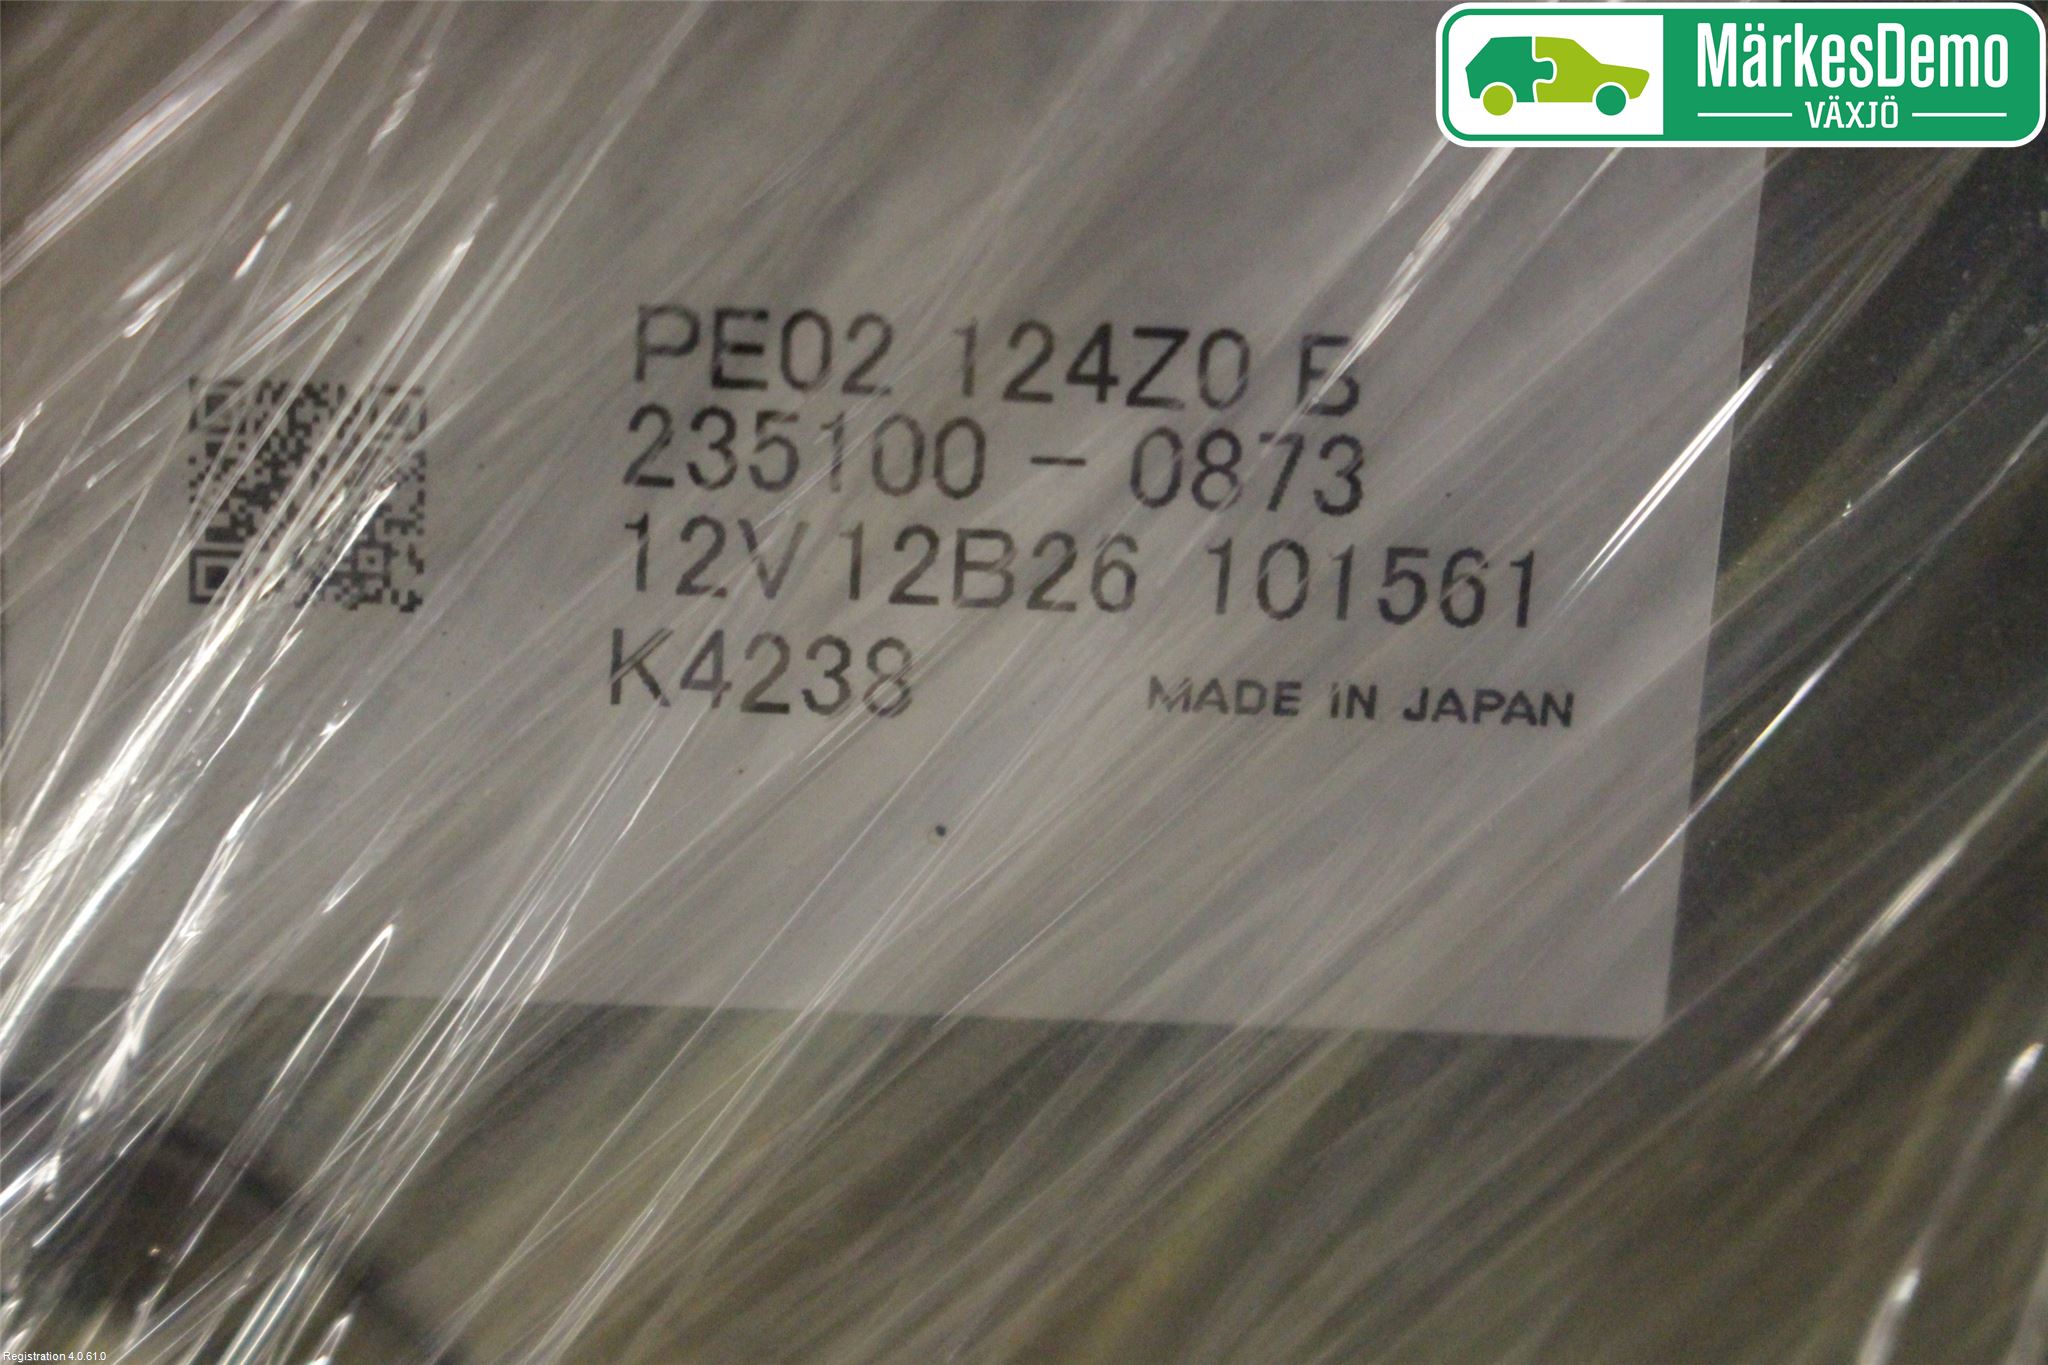 MärkesDemo
VÄXJÖ
PE02 124Z0 B
235100-0873
12V 12B26 101561
K4238
MADE IN JAPAN
Registration 4.0.61.0